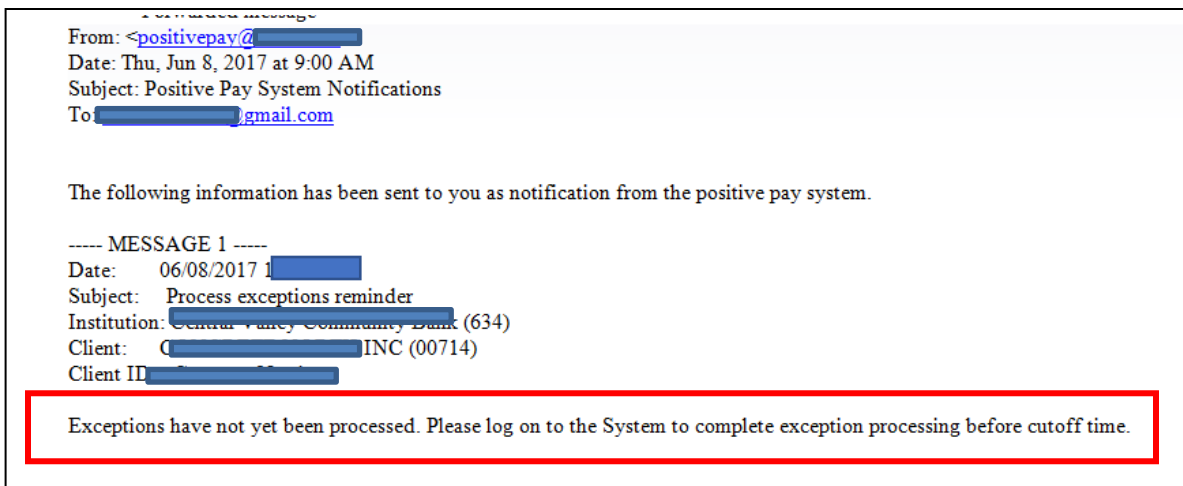 Forwarded message
From: <positivepay@
Date: Thu, Jun 8, 2017 at 9:00 AM
Subject: Positive Pay System Notifications
To: @gmail.com
The following information has been sent to you as notification from the positive pay system.
----- MESSAGE 1 -----
Date: 06/08/2017 1
Subject: Process exceptions reminder
Institution: (634)
Client: INC (00714)
Client ID
Exceptions have not yet been processed. Please log on to the System to complete exception processing before cutoff time.